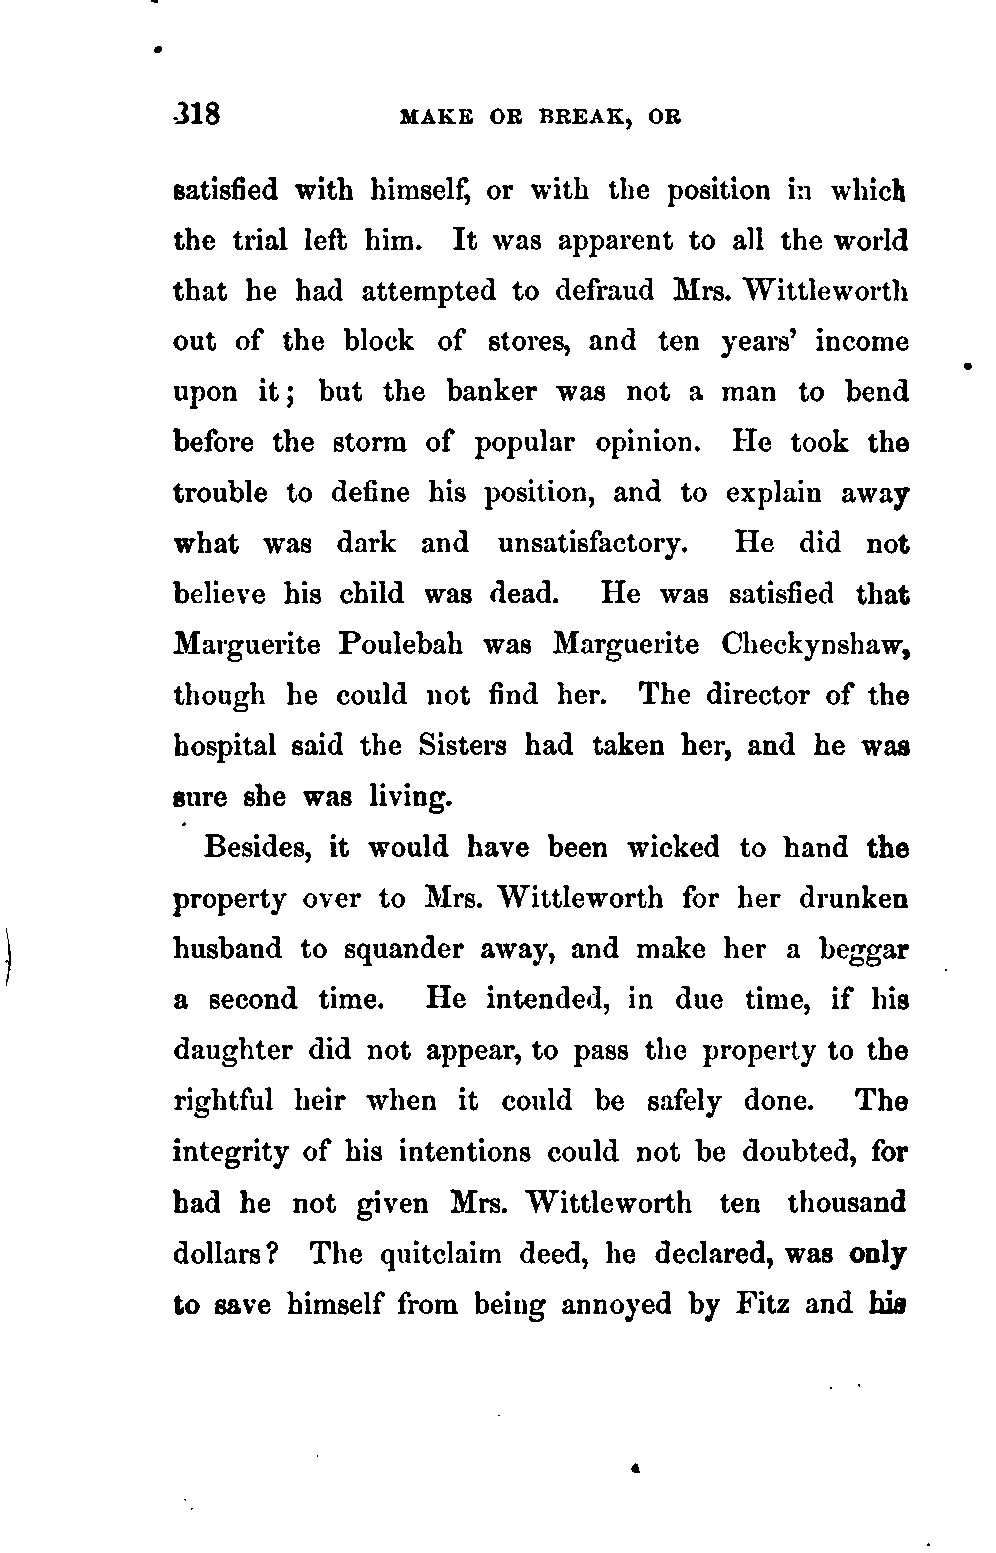 318 MAKE OR BREAK, OR
satisfied with himself, or with the position in which
the trial left him. It was apparent to all the world
that he had attempted to defraud Mrs. Wittleworth
out of the block of stores, and ten years' income
upon it; but the banker was not a man to bend
before the storm of popular opinion. He took the
trouble to define his position, and to explain away
what was dark and unsatisfactory. He did not
believe his child was dead. He was satisfied that
Marguerite Poulebah was Marguerite Checkynshaw,
though he could not find her. The director of the
hospital said the Sisters had taken her, and he was
sure she was living.
Besides, it would have been wicked to hand the
property over to Mrs. Wittleworth for her drunken
husband to squander away, and make her a beggar
a second time. He intended, in due time, if his
daughter did not appear, to pass the property to the
rightful heir when it could be safely done. The
integrity of his intentions could not be doubted, for
had he not given Mrs. Wittleworth ten thousand
dollars? The quitclaim deed, he declared, was only
to save himself from being annoyed by Fitz and his